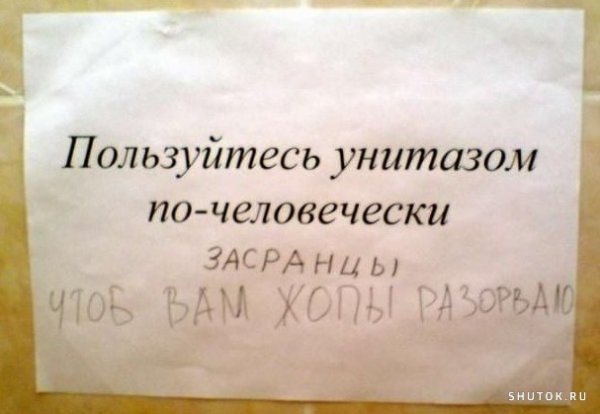 Пользуйтесь унитазом
по-человечески
ЗАСРАНЦЫ
ЧТОБ ВАМ ЖОПЫ РАЗОРВАЛО
SHUTOK.RU